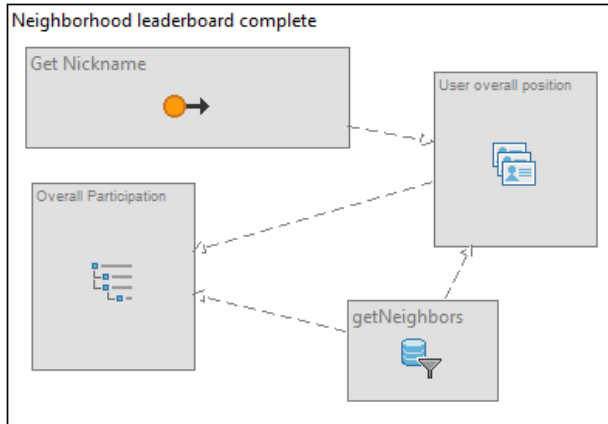 Neighborhood leaderboard complete
Get Nickname
User overall position
Overall Participation
getNeighbors